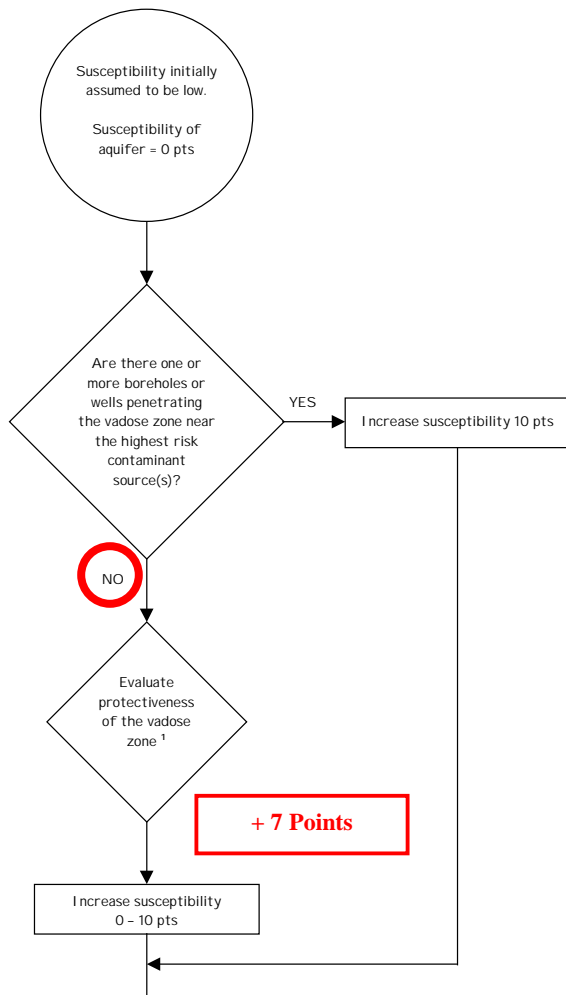 Susceptibility initially
assumed to be low.
Susceptibility of
aquifer = 0 pts
Are there one or
more boreholes or
wells penetrating
the vadose zone near
the highest risk
contaminant
source(s)?
YES
Increase susceptibility 10 pts
NO
Evaluate
protectiveness
of the vadose
zone ¹
+ 7 Points
Increase susceptibility
0 – 10 pts